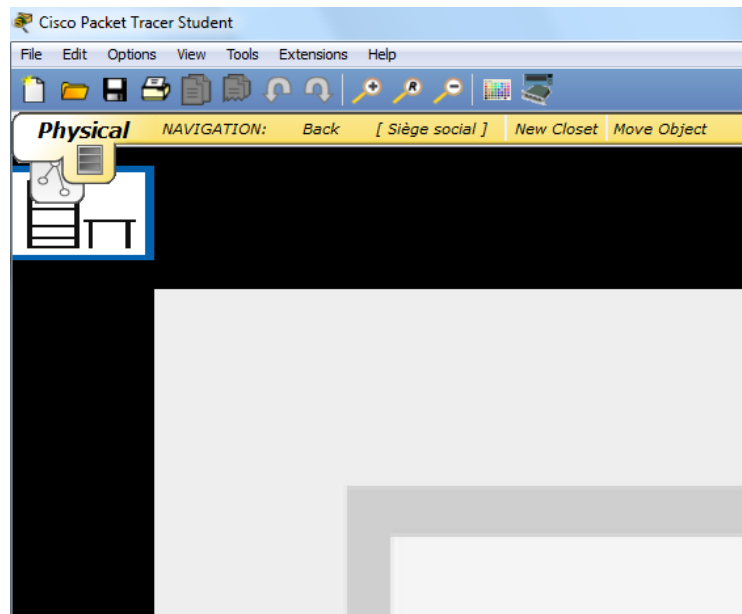 Cisco Packet Tracer Student
File Edit Options View Tools Extensions Help
R
Physical NAVIGATION: Back [ Siège social ] New Closet Move Object